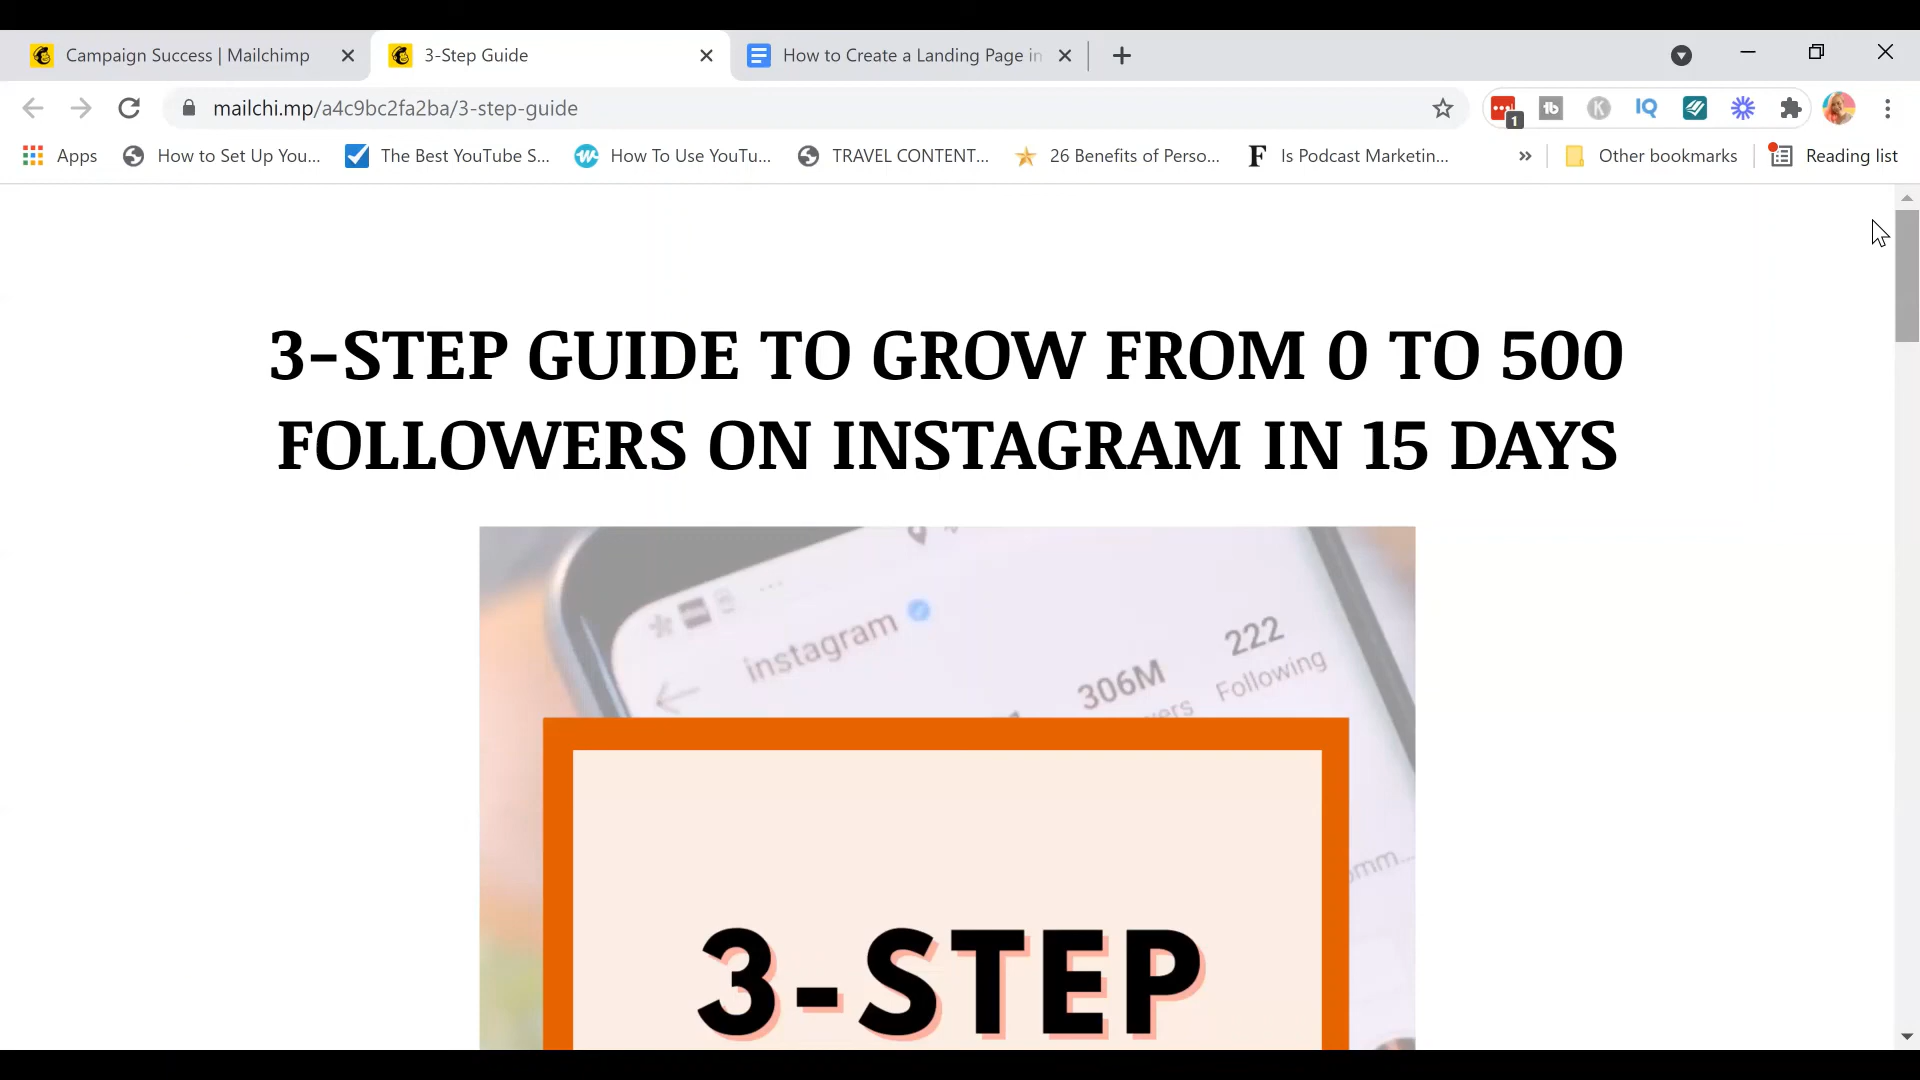 Campaign Success | Mailchimp
3-Step Guide
How to Create a Landing Page in
mailchi.mp/a4c9bc2fa2ba/3-step-guide
1
tb
K
IQ
Apps
How to Set Up You...
The Best YouTube S...
How To Use YouTu...
TRAVEL CONTENT...
26 Benefits of Perso...
F
Is Podcast Marketin...
Other bookmarks
Reading list
3-STEP GUIDE TO GROW FROM 0 TO 500
FOLLOWERS ON INSTAGRAM IN 15 DAYS
instagram
222
Following
306M
3-STEP